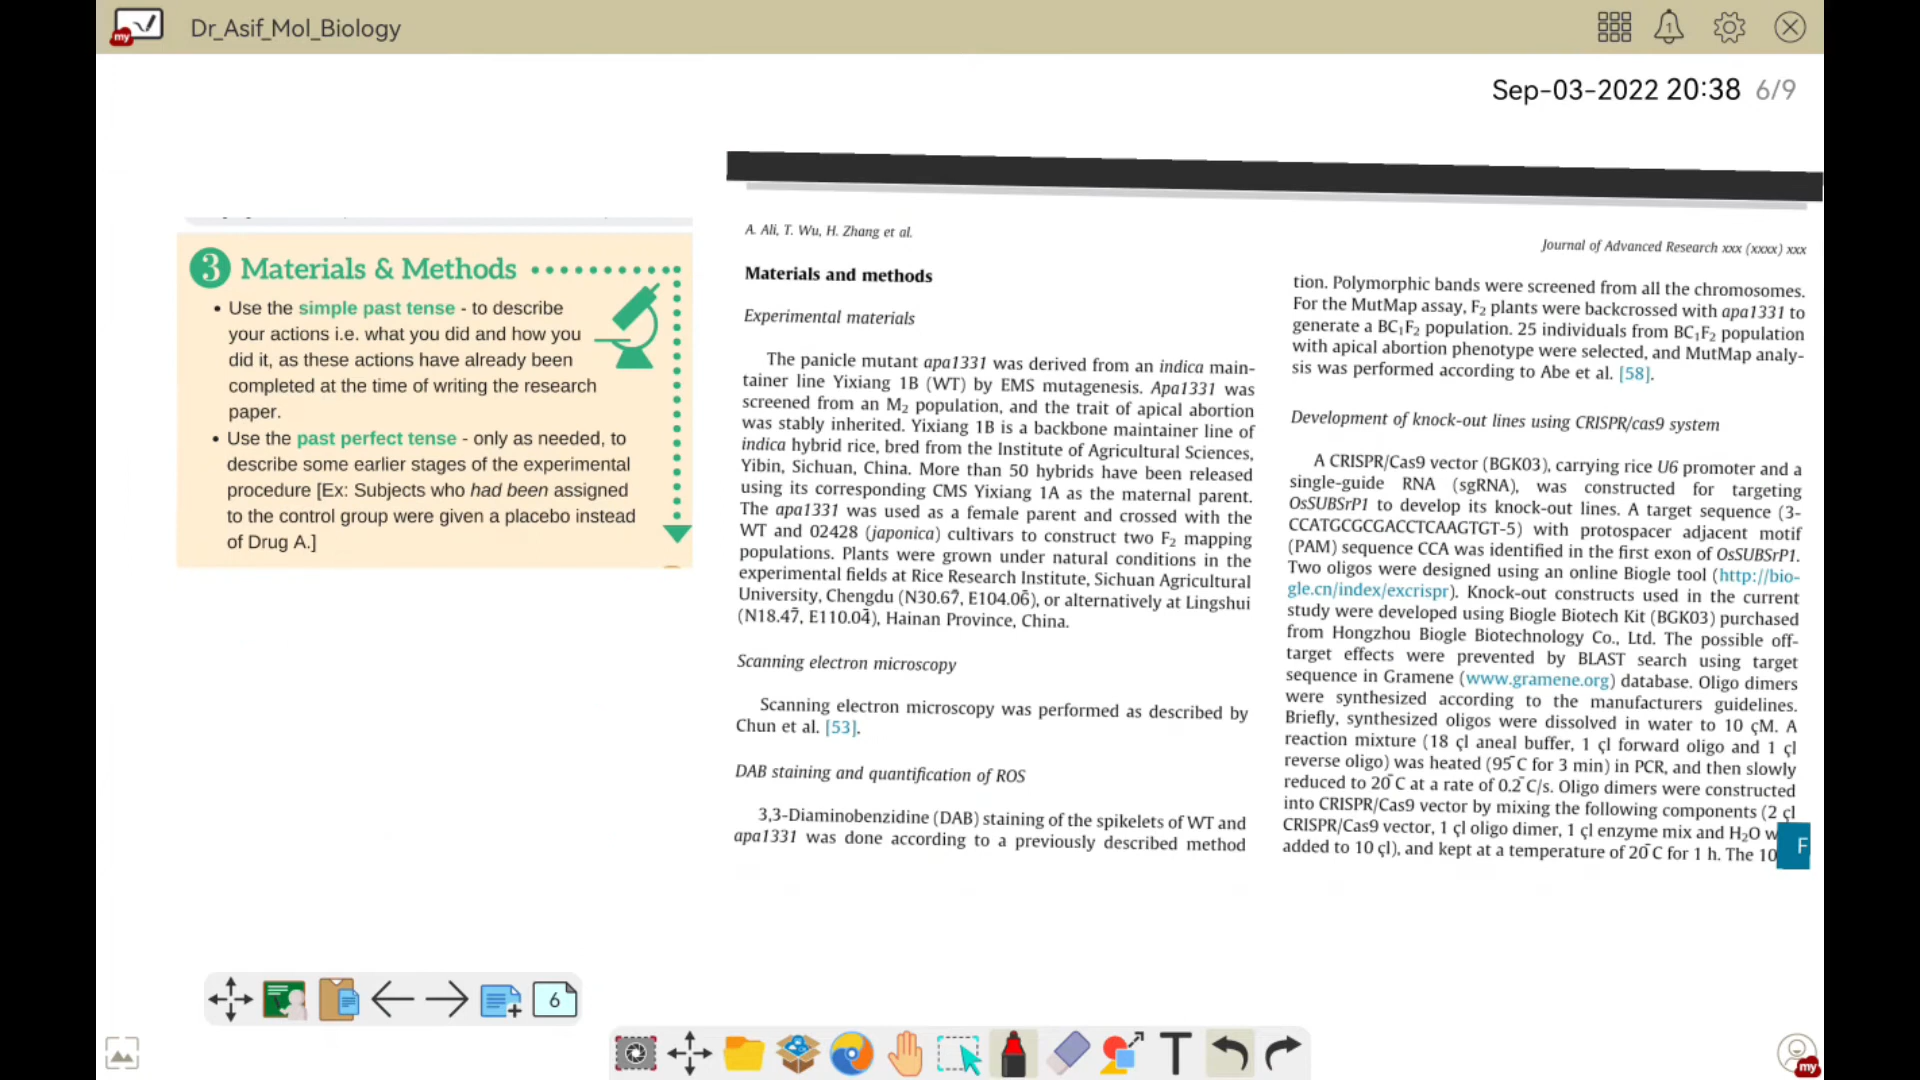 Dr_Asif_Mol_Biology
Sep-03-2022 20:38 6/9
3 Materials & Methods
• Use the simple past tense - to describe
your actions i.e. what you did and how you
did it, as these actions have already been
completed at the time of writing the research
paper.
• Use the past perfect tense - only as needed, to
describe some earlier stages of the experimental
procedure [Ex: Subjects who had been assigned
to the control group were given a placebo instead
of Drug A.]
A. Ali, T. Wu, H. Zhang et al.
Materials and methods
Experimental materials
The panicle mutant apa1331 was derived from an indica main-
tainer line Yixiang 1B (WT) by EMS mutagenesis. Apa1331 was
screened from an M2 population, and the trait of apical abortion
was stably inherited. Yixiang 1B is a backbone maintainer line of
indica hybrid rice, bred from the Institute of Agricultural Sciences,
Yibin, Sichuan, China. More than 50 hybrids have been released
using its corresponding CMS Yixiang 1A as the maternal parent.
The apa1331 was used as a female parent and crossed with the
WT and 02428 (japonica) cultivars to construct two F2 mapping
populations. Plants were grown under natural conditions in the
experimental fields at Rice Research Institute, Sichuan Agricultural
University, Chengdu (N30.67̄, E104.06̄), or alternatively at Lingshui
(N18.47̄, E110.04̄), Hainan Province, China.
Scanning electron microscopy
Scanning electron microscopy was performed as described by
Chun et al. [53].
DAB staining and quantification of ROS
3,3-Diaminobenzidine (DAB) staining of the spikelets of WT and
apa1331 was done according to a previously described method
Journal of Advanced Research xxx (xxxx) xxx
tion. Polymorphic bands were screened from all the chromosomes.
For the MutMap assay, F2 plants were backcrossed with apa1331 to
generate a BC1F2 population. 25 individuals from BC1F2 population
with apical abortion phenotype were selected, and MutMap analy-
sis was performed according to Abe et al. [58].
Development of knock-out lines using CRISPR/cas9 system
A CRISPR/Cas9 vector (BGK03), carrying rice U6 promoter and a
single-guide RNA (sgRNA), was constructed for targeting
OsSUBSrP1 to develop its knock-out lines. A target sequence (3-
CCATGCGCGACCTCAAGTGT-5) with protospacer adjacent motif
(PAM) sequence CCA was identified in the first exon of OsSUBSrP1.
Two oligos were designed using an online Biogle tool (http://bio-
gle.cn/index/excrispr). Knock-out constructs used in the current
study were developed using Biogle Biotech Kit (BGK03) purchased
from Hongzhou Biogle Biotechnology Co., Ltd. The possible off-
target effects were prevented by BLAST search using target
sequence in Gramene (www.gramene.org) database. Oligo dimers
were synthesized according to the manufacturers guidelines.
Briefly, synthesized oligos were dissolved in water to 10 çM. A
reaction mixture (18 çl aneal buffer, 1 çl forward oligo and 1 çl
reverse oligo) was heated (95 ̄C for 3 min) in PCR, and then slowly
reduced to 20 ̄C at a rate of 0.2 ̄C/s. Oligo dimers were constructed
into CRISPR/Cas9 vector by mixing the following components (2 çl
CRISPR/Cas9 vector, 1 çl oligo dimer, 1 çl enzyme mix and H2O
added to 10 çl), and kept at a temperature of 20 ̄C for 1 h. The 10
F
6
T
my
my
1